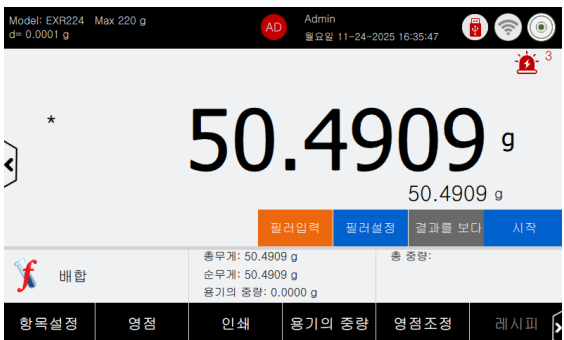 Model: EXR224 Max 220 g
d= 0.0001 g
AD
Admin
월요일 11-24-2025 16:35:47
3
* 50.4909 g
50.4909 g
필러입력 필러설정 결과를 보다 시작
배합
총무게: 50.4909 g
순무게: 50.4909 g
용기의 중량: 0.0000 g
총 중량:
항목설정 영점 인쇄 용기의 중량 영점조정 레시피